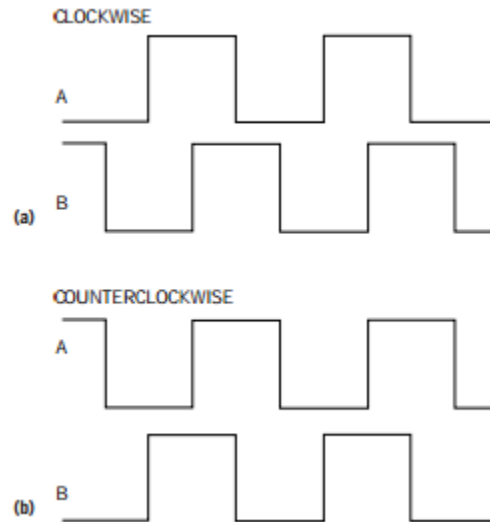 CLOCKWISE
A
B
(a)
COUNTERCLOCKWISE
A
B
(b)